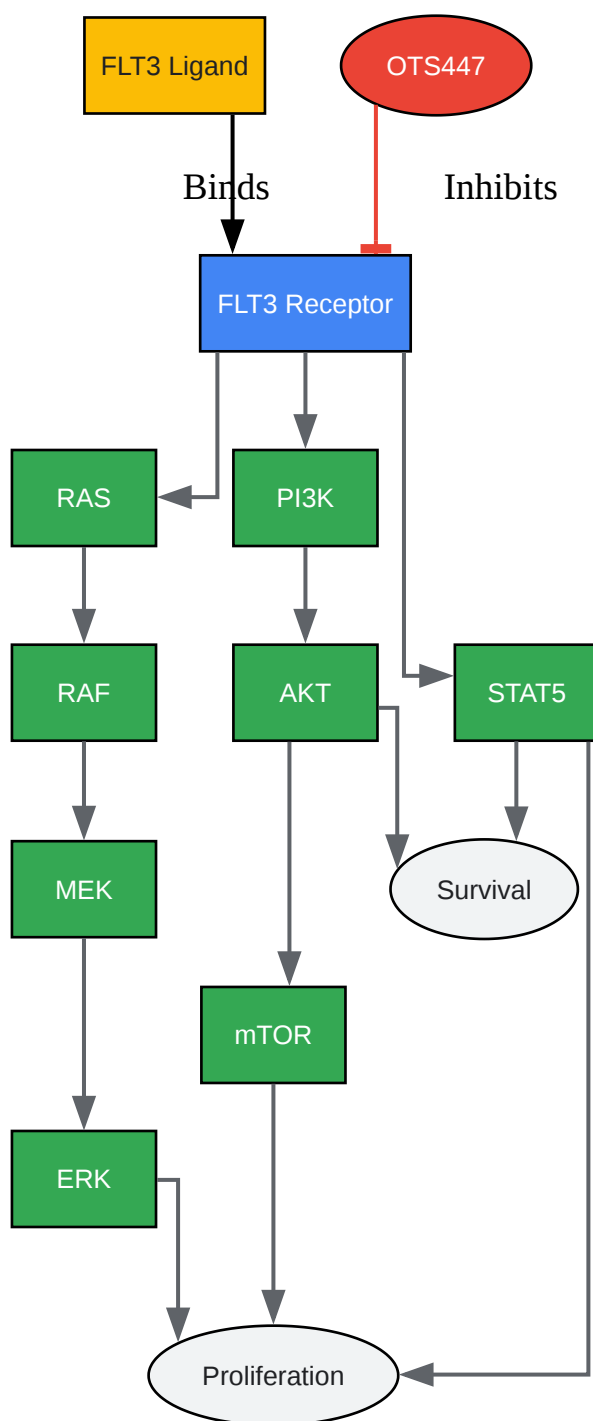 FLT3 Ligand
OTS447
Binds
Inhibits
FLT3 Receptor
RAS
PI3K
RAF
AKT
STAT5
MEK
Survival
mTOR
ERK
Proliferation